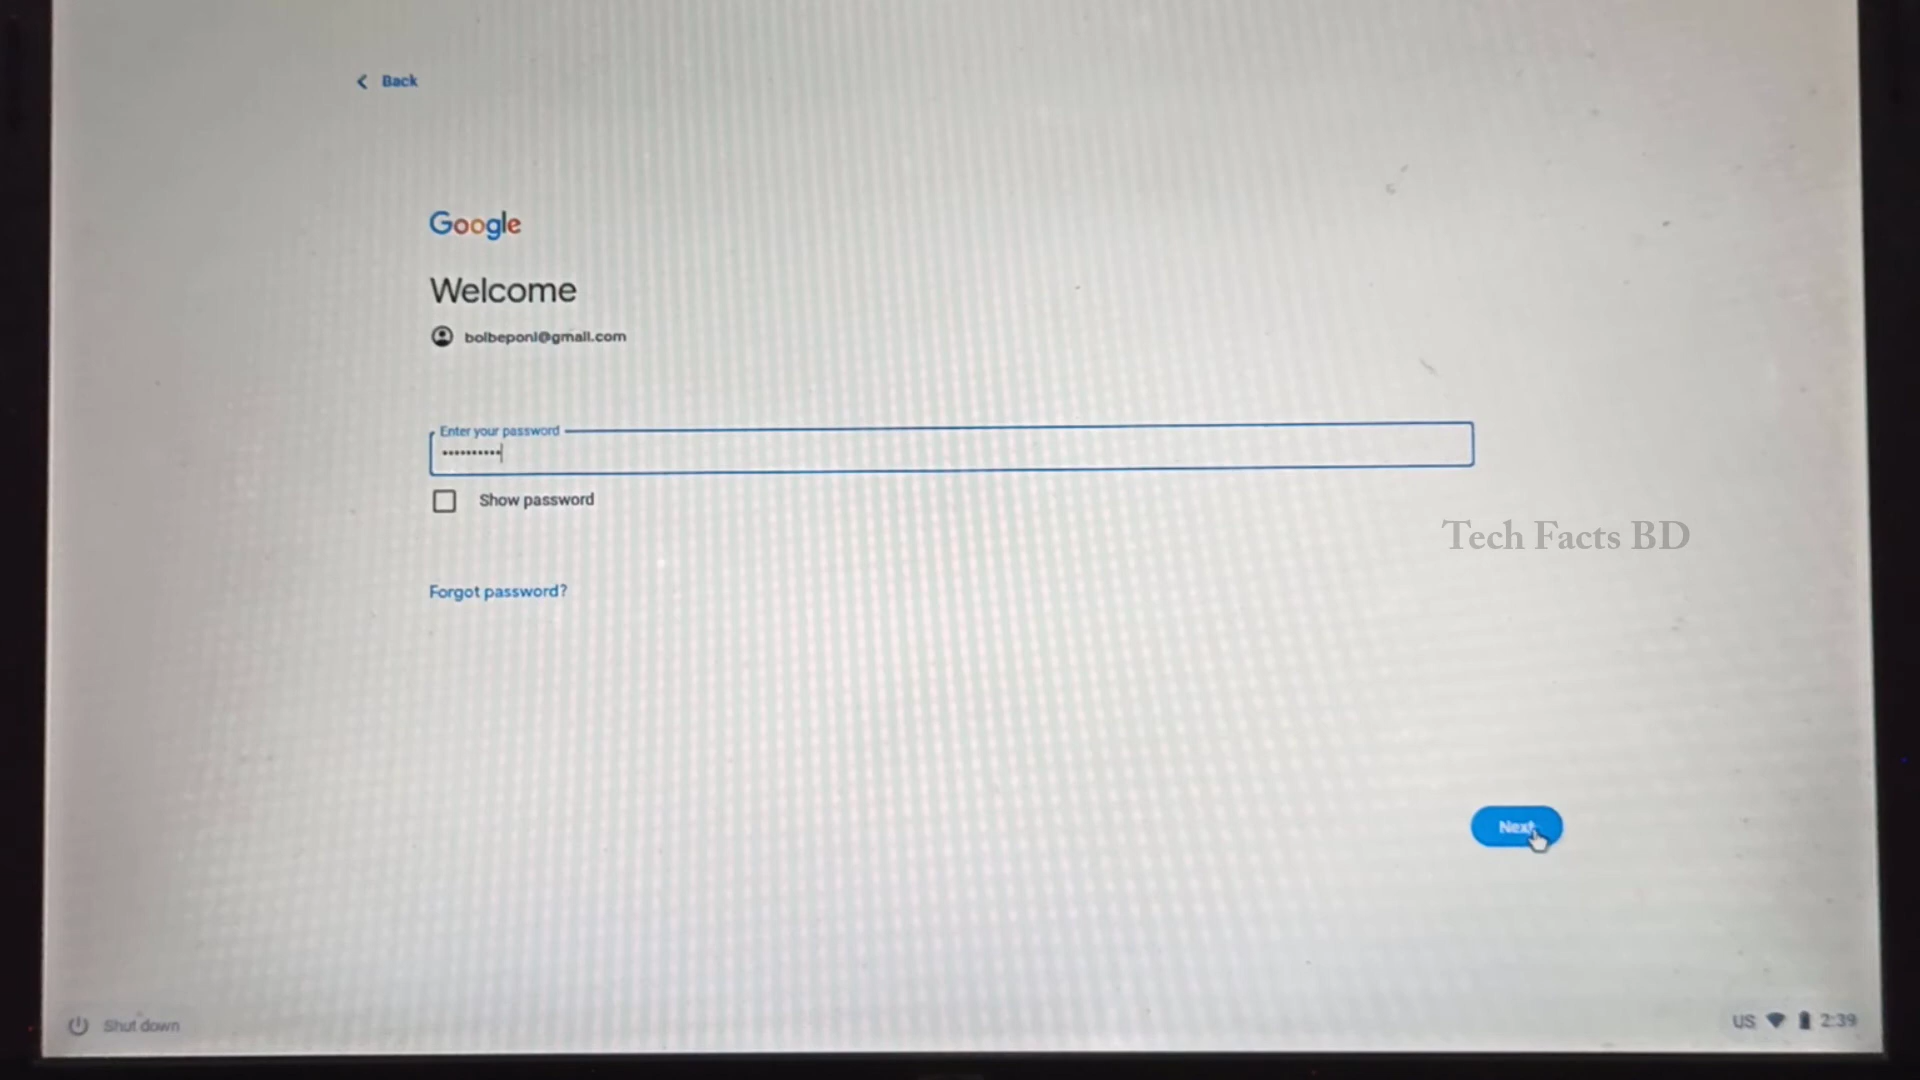 Back
Google
Welcome
bolbeponi@gmail.com
Enter your password
••••••••••
Show password
Tech Facts BD
Forgot password?
Next
Shut down
US 2:39